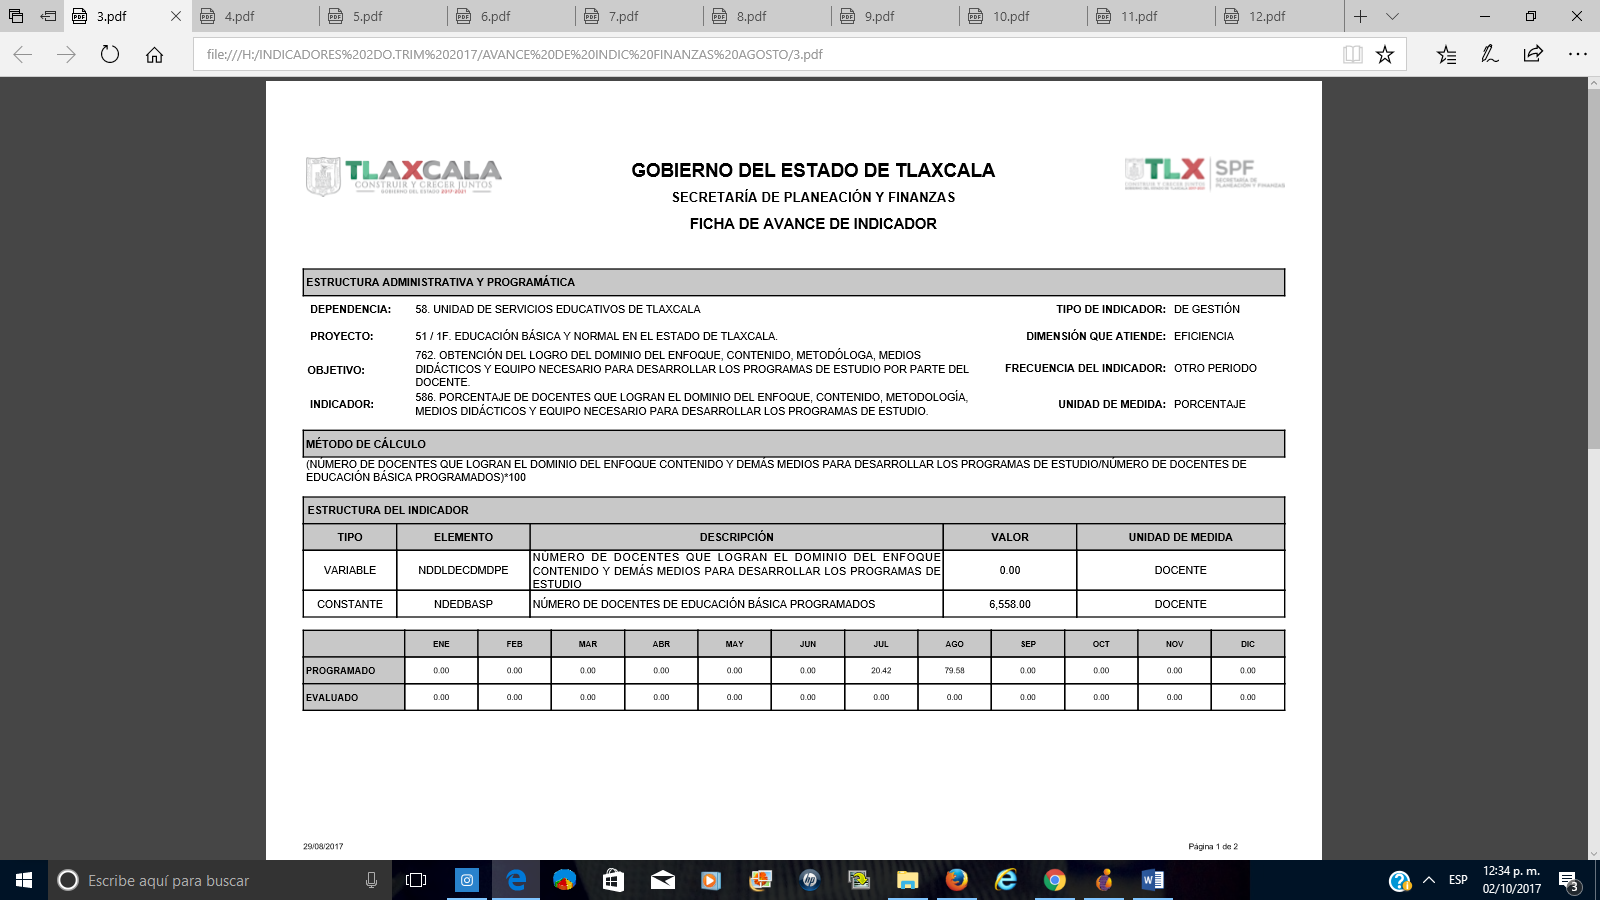 3.pdf
4.pdf
5.pdf
6.pdf
7.pdf
8.pdf
9.pdf
10.pdf
11.pdf
12.pdf
file:///H:/INDICADORES%202DO.TRIM%202017/AVANCE%20DE%20INDIC%20FINANZAS%20AGOSTO/3.pdf
TLAXCALA
CONSTRUIR Y CRECER JUNTOS
GOBIERNO DEL ESTADO 2017-2021
GOBIERNO DEL ESTADO DE TLAXCALA
SECRETARÍA DE PLANEACIÓN Y FINANZAS
FICHA DE AVANCE DE INDICADOR
TLX
CONSTRUIR Y CRECER JUNTOS
SPF
SECRETARÍA DE
PLANEACIÓN Y FINANZAS
ESTRUCTURA ADMINISTRATIVA Y PROGRAMÁTICA
DEPENDENCIA: 58. UNIDAD DE SERVICIOS EDUCATIVOS DE TLAXCALA TIPO DE INDICADOR: DE GESTIÓN
PROYECTO: 51 / 1F. EDUCACIÓN BÁSICA Y NORMAL EN EL ESTADO DE TLAXCALA. DIMENSIÓN QUE ATIENDE: EFICIENCIA
OBJETIVO: 762. OBTENCIÓN DEL LOGRO DEL DOMINIO DEL ENFOQUE, CONTENIDO, METODÓLOGA, MEDIOS
DIDÁCTICOS Y EQUIPO NECESARIO PARA DESARROLLAR LOS PROGRAMAS DE ESTUDIO POR PARTE DEL
DOCENTE.
FRECUENCIA DEL INDICADOR: OTRO PERIODO
INDICADOR: 586. PORCENTAJE DE DOCENTES QUE LOGRAN EL DOMINIO DEL ENFOQUE, CONTENIDO, METODOLOGÍA,
MEDIOS DIDÁCTICOS Y EQUIPO NECESARIO PARA DESARROLLAR LOS PROGRAMAS DE ESTUDIO.
UNIDAD DE MEDIDA: PORCENTAJE
MÉTODO DE CÁLCULO
(NÚMERO DE DOCENTES QUE LOGRAN EL DOMINIO DEL ENFOQUE CONTENIDO Y DEMÁS MEDIOS PARA DESARROLLAR LOS PROGRAMAS DE ESTUDIO/NÚMERO DE DOCENTES DE
EDUCACIÓN BÁSICA PROGRAMADOS)*100
ESTRUCTURA DEL INDICADOR
TIPO ELEMENTO DESCRIPCIÓN VALOR UNIDAD DE MEDIDA
VARIABLE NDDLDECDMDPE NÚMERO DE DOCENTES QUE LOGRAN EL DOMINIO DEL ENFOQUE
CONTENIDO Y DEMÁS MEDIOS PARA DESARROLLAR LOS PROGRAMAS DE
ESTUDIO
0.00 DOCENTE
CONSTANTE NDEDBASP NÚMERO DE DOCENTES DE EDUCACIÓN BÁSICA PROGRAMADOS 6,558.00 DOCENTE
ENE FEB MAR ABR MAY JUN JUL AGO SEP OCT NOV DIC
PROGRAMADO 0.00 0.00 0.00 0.00 0.00 0.00 20.42 79.58 0.00 0.00 0.00 0.00
EVALUADO 0.00 0.00 0.00 0.00 0.00 0.00 0.00 0.00 0.00 0.00 0.00 0.00
29/08/2017
Página 1 de 2
Escribe aquí para buscar
ESP
12:34 p. m.
02/10/2017
3